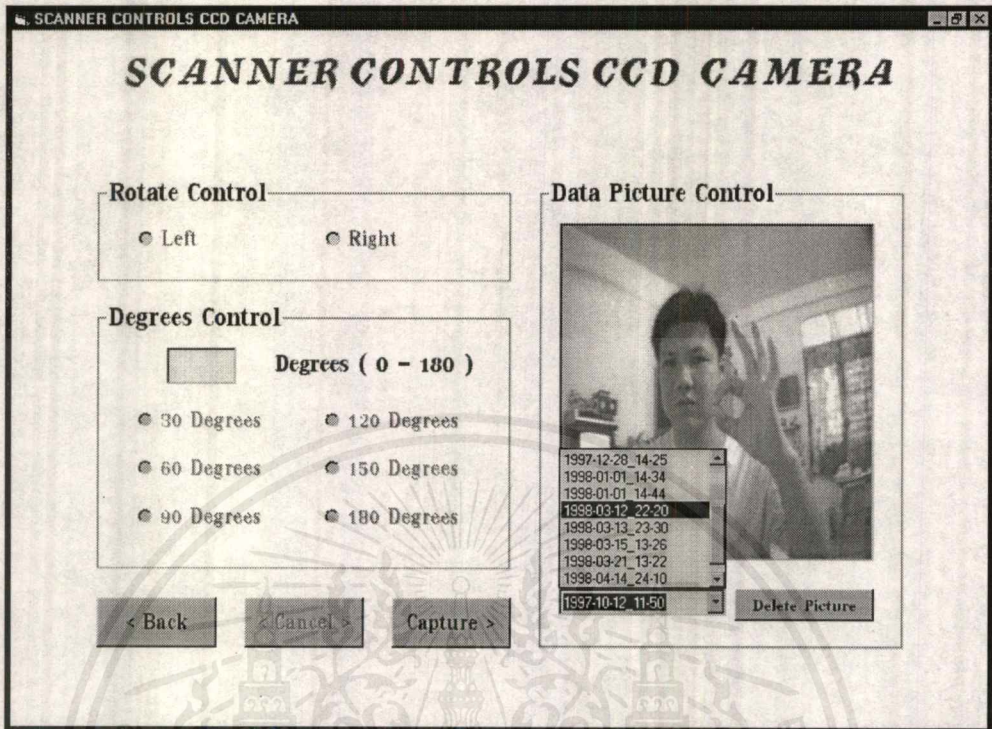 SCANNER CONTROLS CCD CAMERA
SCANNER CONTROLS CCD CAMERA
Rotate Control
Left
Right
Degrees Control
Degrees ( 0 - 180 )
30 Degrees
120 Degrees
60 Degrees
150 Degrees
90 Degrees
180 Degrees
< Back
< Cancel >
Capture >
Data Picture Control
1997-12-28_14-25
1998-01-01_14-34
1998-01-01_14-44
1998-03-12_22-20
1998-03-13_23-30
1998-03-15_13-26
1998-03-21_13-22
1998-04-14_24-10
1997-10-12_11-50
Delete Picture